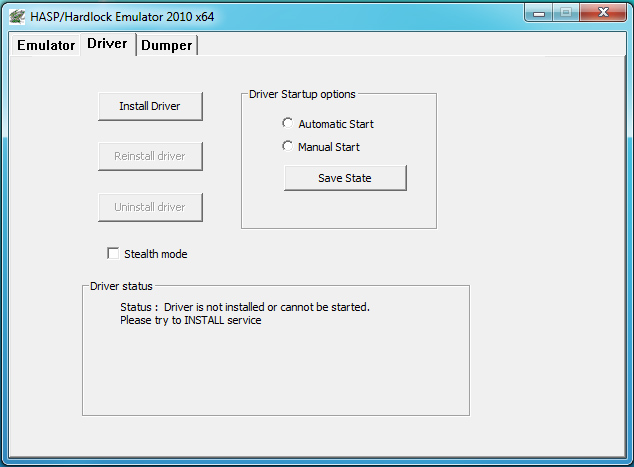 HASP/Hardlock Emulator 2010 x64
Emulator Driver Dumper
Install Driver
Reinstall driver
Uninstall driver
Stealth mode
Driver Startup options
Automatic Start
Manual Start
Save State
Driver status
Status : Driver is not installed or cannot be started.
Please try to INSTALL service